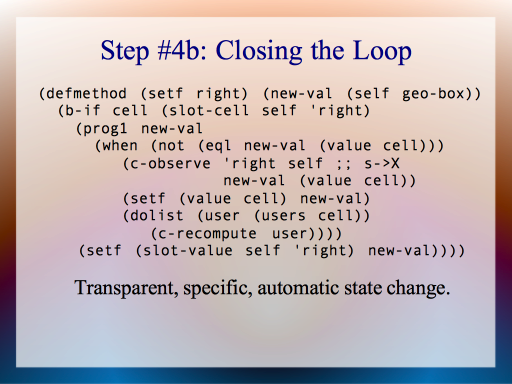 Step #4b: Closing the Loop
(defmethod (setf right) (new-val (self geo-box))
(b-if cell (slot-cell self 'right)
(prog1 new-val
(when (not (eql new-val (value cell)))
(c-observe 'right self ;; s->X
new-val (value cell))
(setf (value cell) new-val)
(dolist (user (users cell))
(c-recompute user))))
(setf (slot-value self 'right) new-val))))
Transparent, specific, automatic state change.